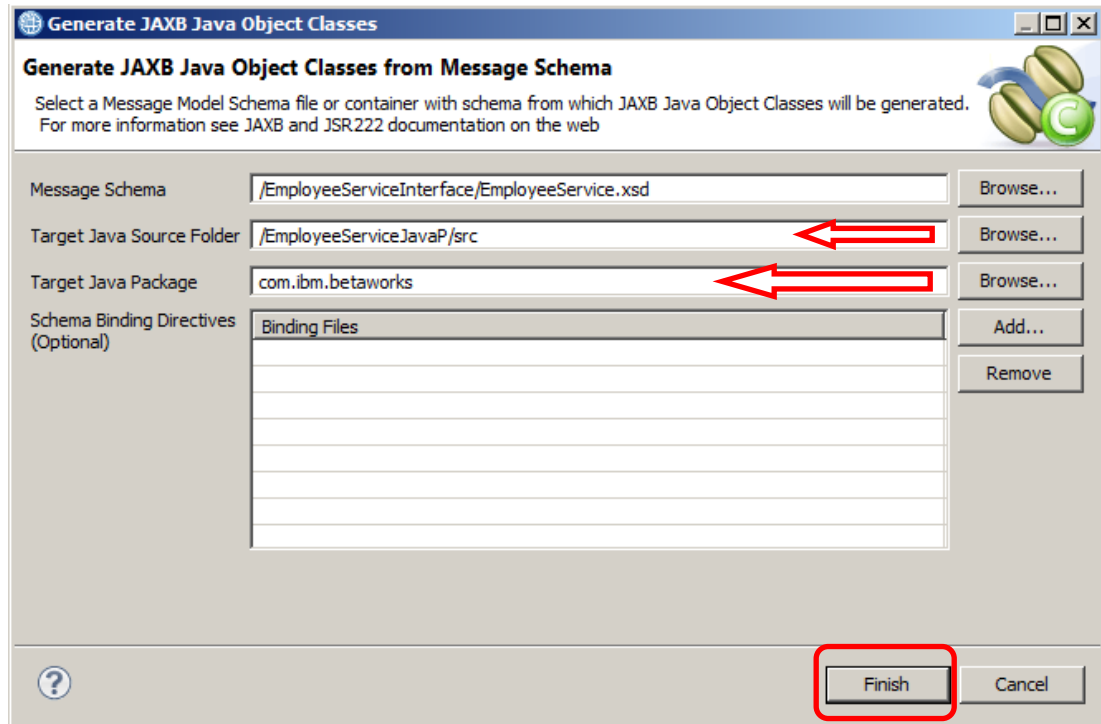 Generate JAXB Java Object Classes
Generate JAXB Java Object Classes from Message Schema
Select a Message Model Schema file or container with schema from which JAXB Java Object Classes will be generated.
For more information see JAXB and JSR222 documentation on the web
Message Schema /EmployeeServiceInterface/EmployeeService.xsd Browse...
Target Java Source Folder /EmployeeServiceJavaP/src Browse...
Target Java Package com.ibm.betaworks Browse...
Schema Binding Directives Binding Files Add...
(Optional)
Remove
? Finish Cancel